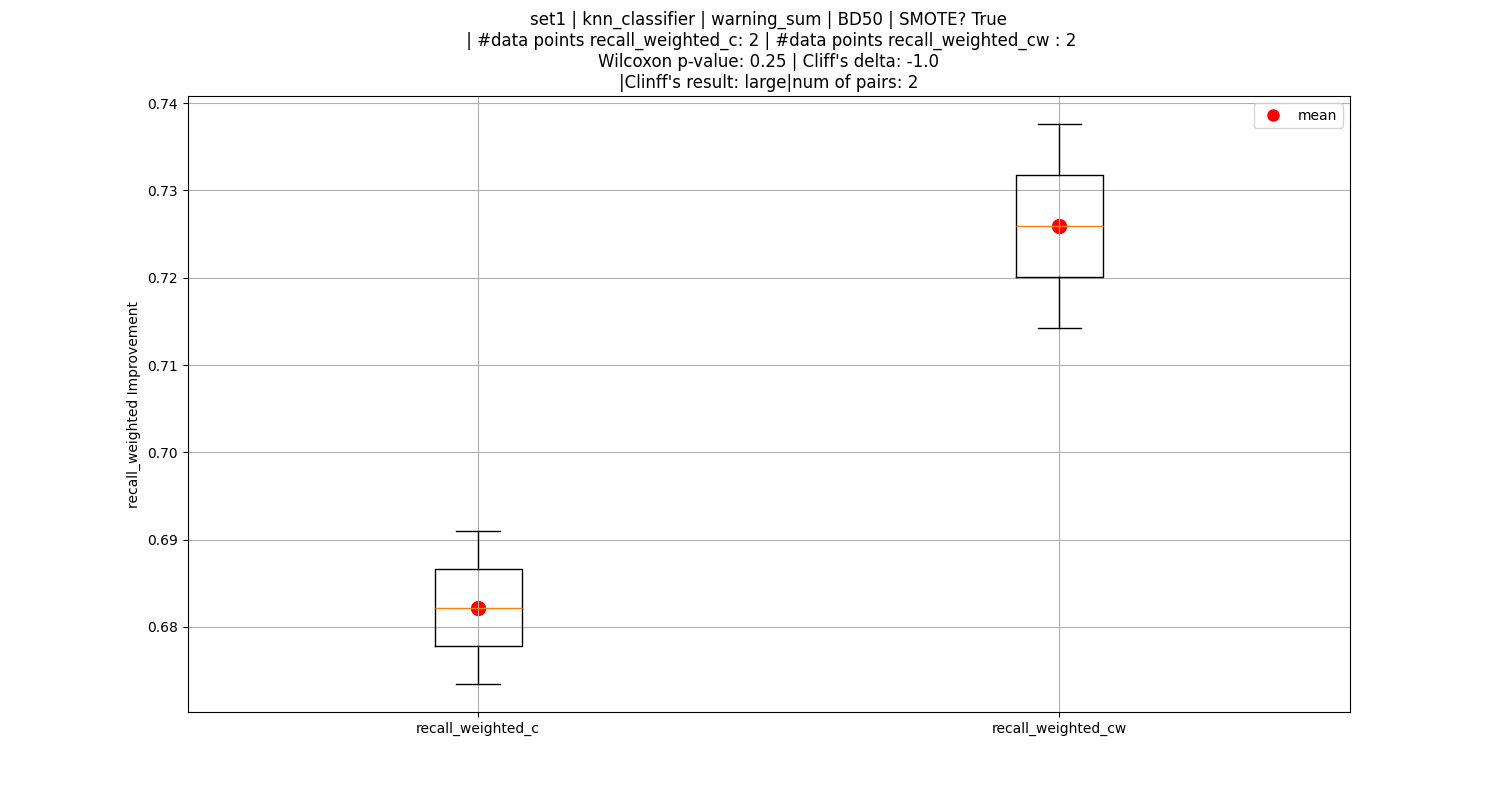 set1 | knn_classifier | warning_sum | BD50 | SMOTE? True
| #data points recall_weighted_c: 2 | #data points recall_weighted_cw : 2
Wilcoxon p-value: 0.25 | Cliff's delta: -1.0
|Clinff's result: large|num of pairs: 2
mean
0.74
0.73
0.72
0.71
0.70
0.69
0.68
recall_weighted Improvement
recall_weighted_c
recall_weighted_cw